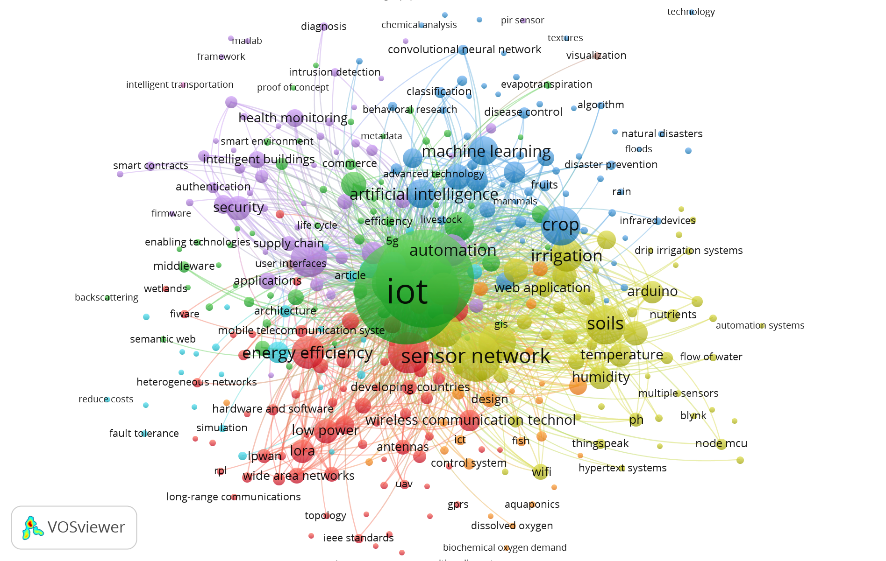 technology
chemical analysis
pir sensor
diagnosis
textures
matlab
convolutional neural network
framework
visualization
intrusion detection
intelligent transportation
proof of concept
evapotranspiration
classification
behavioral research
algorithm
health monitoring
disease control
metadata
natural disasters
smart environment
machine learning
floods
intelligent buildings
smart contracts
commerce
disaster prevention
advanced technology
authentication
fruits
artificial intelligence
rain
mammals
security
firmware
life cycle
efficiency
livestock
crop
infrared devices
enabling technologies
supply chain
5g
automation
drip irrigation systems
irrigation
middleware
user interfaces
article
applications
wetlands
iot
web application
arduino
backscattering
architecture
fiware
nutrients
mobile telecommunication syste
gis
soils
automation systems
semantic web
energy efficiency
sensor network
temperature
flow of water
heterogeneous networks
developing countries
humidity
reduce costs
hardware and software
design
multiple sensors
simulation
low power
wireless communication technol
ph
blynk
fault tolerance
antennas
ict
fish
thingspeak
node mcu
lpwan
lora
control system
rpl
wide area networks
wifi
hypertext systems
uav
long-range communications
gprs
aquaponics
topology
dissolved oxygen
ieee standards
biochemical oxygen demand
VOSviewer